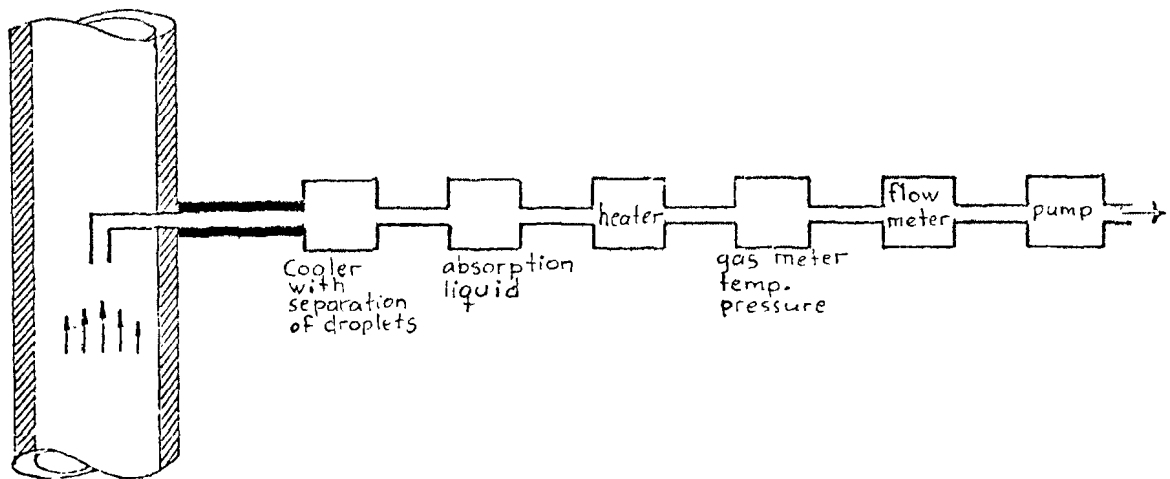 Cooler
with
separation
of droplets
absorption
liquid
heater
gas meter
temp.
pressure
flow
meter
pump